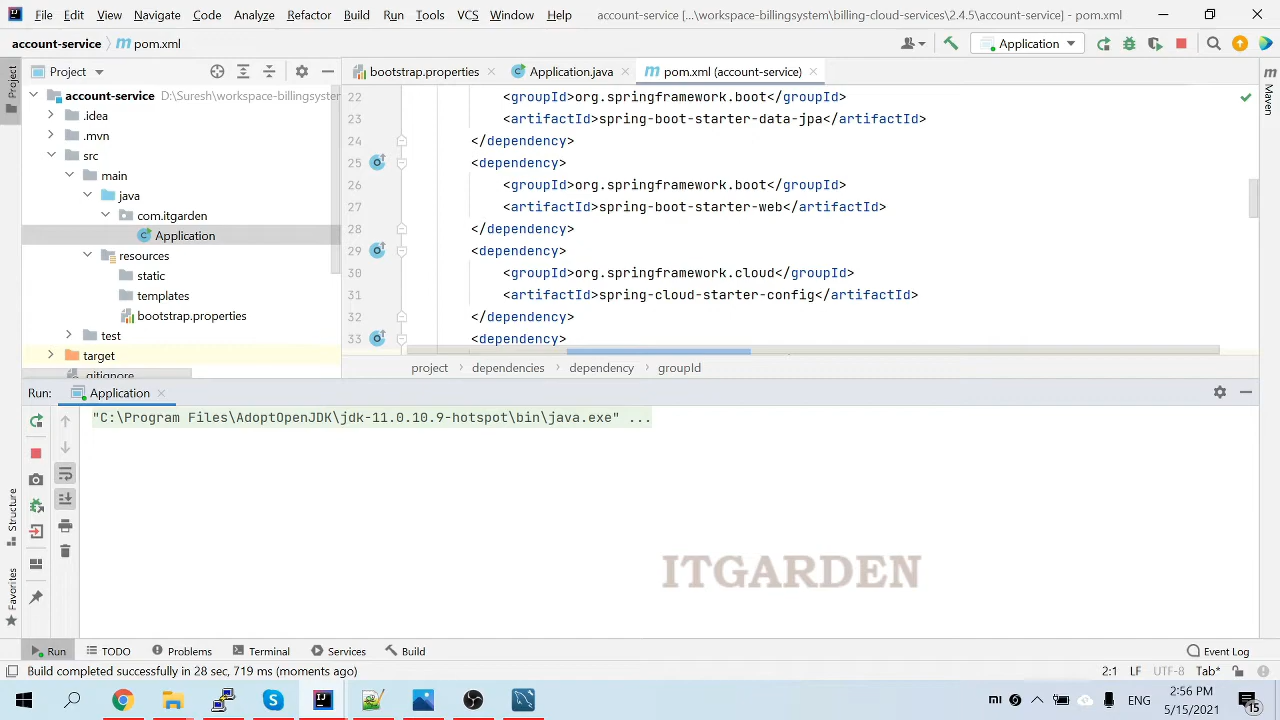 File Edit View Navigate Code Analyze Refactor Build Run Tools VCS Window Help account-service [...\workspace-billingsystem\billing-cloud-services\2.4.5\account-service] - pom.xml
account-service m pom.xml Application
Project
bootstrap.properties Application.java m pom.xml (account-service)
account-service D:\Suresh\workspace-billingsystem
.idea
.mvn
src
main
java
com.itgarden
Application
resources
static
templates
bootstrap.properties
test
target
.gitignore
22 <groupId>org.springframework.boot</groupId>
23 <artifactId>spring-boot-starter-data-jpa</artifactId>
24 </dependency>
25 <dependency>
26 <groupId>org.springframework.boot</groupId>
27 <artifactId>spring-boot-starter-web</artifactId>
28 </dependency>
29 <dependency>
30 <groupId>org.springframework.cloud</groupId>
31 <artifactId>spring-cloud-starter-config</artifactId>
32 </dependency>
33 <dependency>
project dependencies dependency groupId
Project
Structure
Favorites
m Maven
Run: Application
"C:\Program Files\AdoptOpenJDK\jdk-11.0.10.9-hotspot\bin\java.exe" ...
ITGARDEN
Run TODO Problems Terminal Services Build Event Log
Build completed successfully in 28 sec, 719 ms (moments ago) 2:1 LF UTF-8 Tab*
ENG 2:56 PM
5/15/2021 15